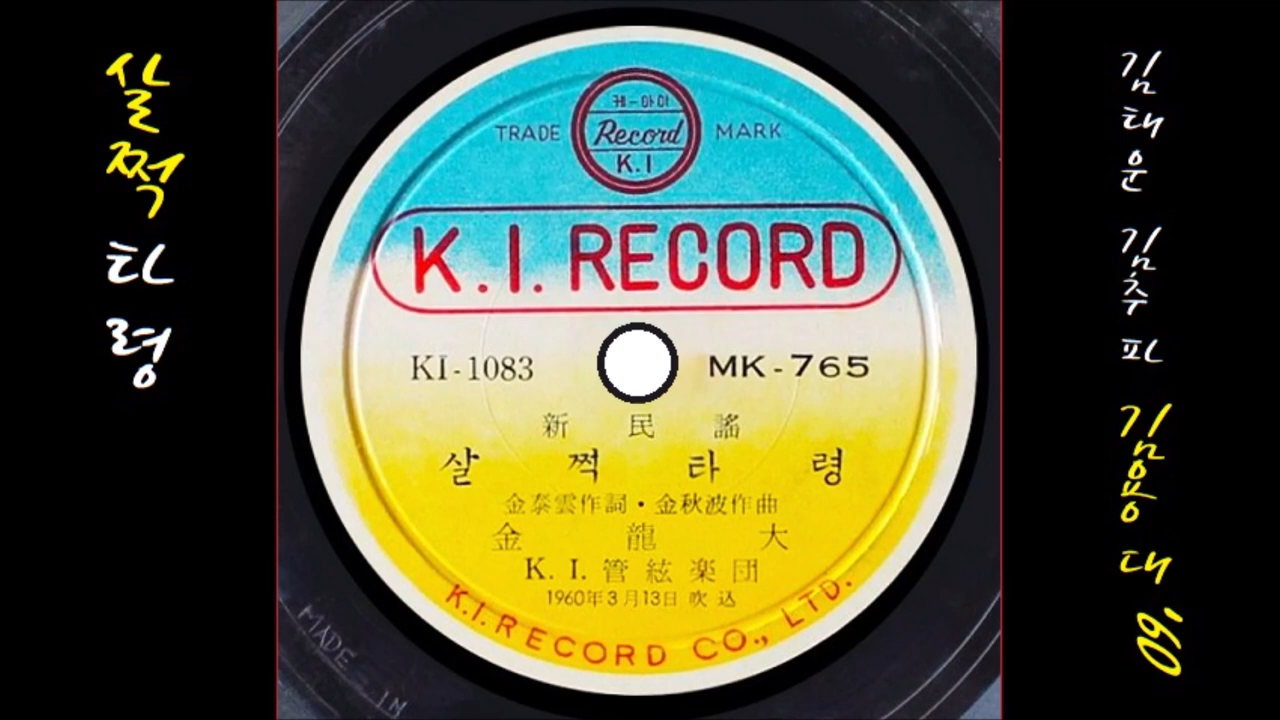 살쩍타령
케-아이
TRADE Record MARK
K.I
K.I. RECORD
KI-1083 MK-765
新民謠
살쩍타령
金泰雲作詞・金秋波作曲
金龍大
K. I. 管絃楽団
1960年3月13日 吹込
K.I.RECORD CO., LTD.
MADE IN
김태운 김추파 김용대 '60